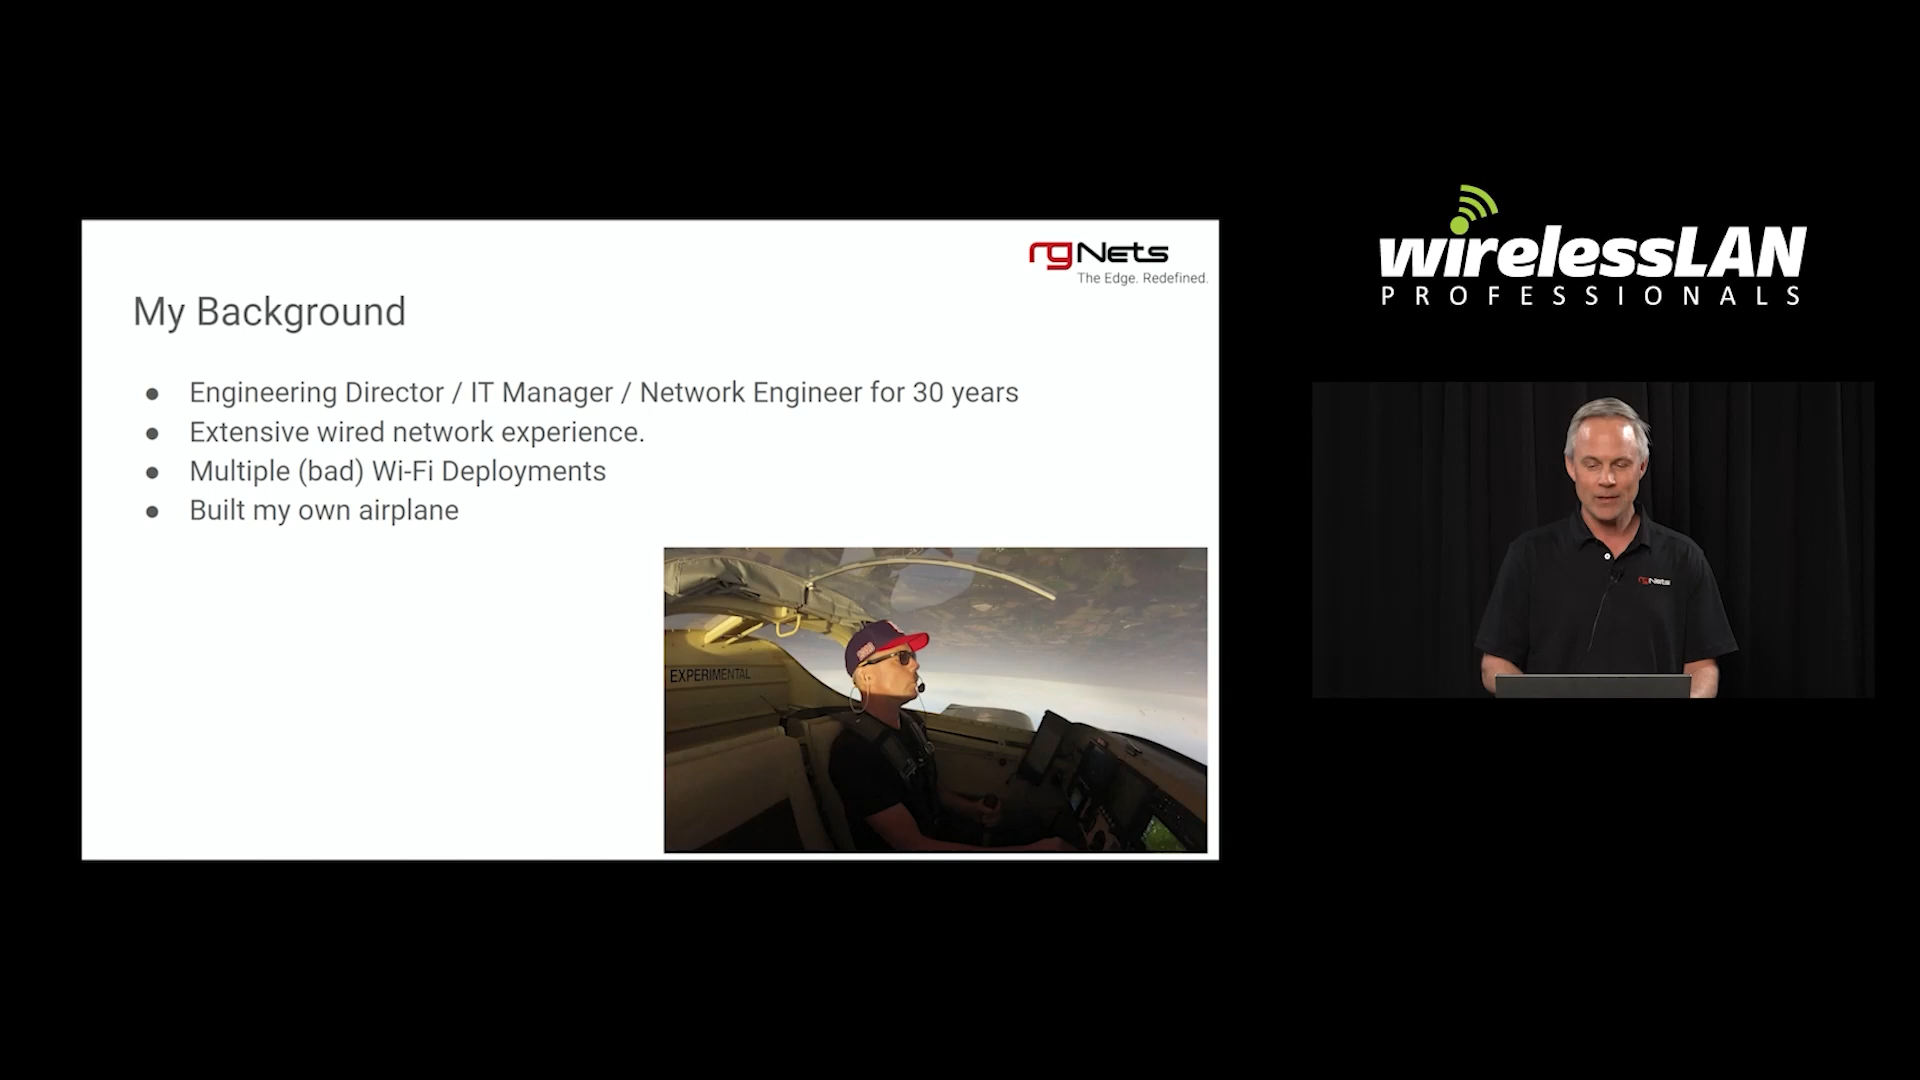 rgNets
The Edge. Redefined.
My Background
● Engineering Director / IT Manager / Network Engineer for 30 years
● Extensive wired network experience.
● Multiple (bad) Wi-Fi Deployments
● Built my own airplane
EXPERIMENTAL
wirelessLAN
PROFESSIONALS
rgNets